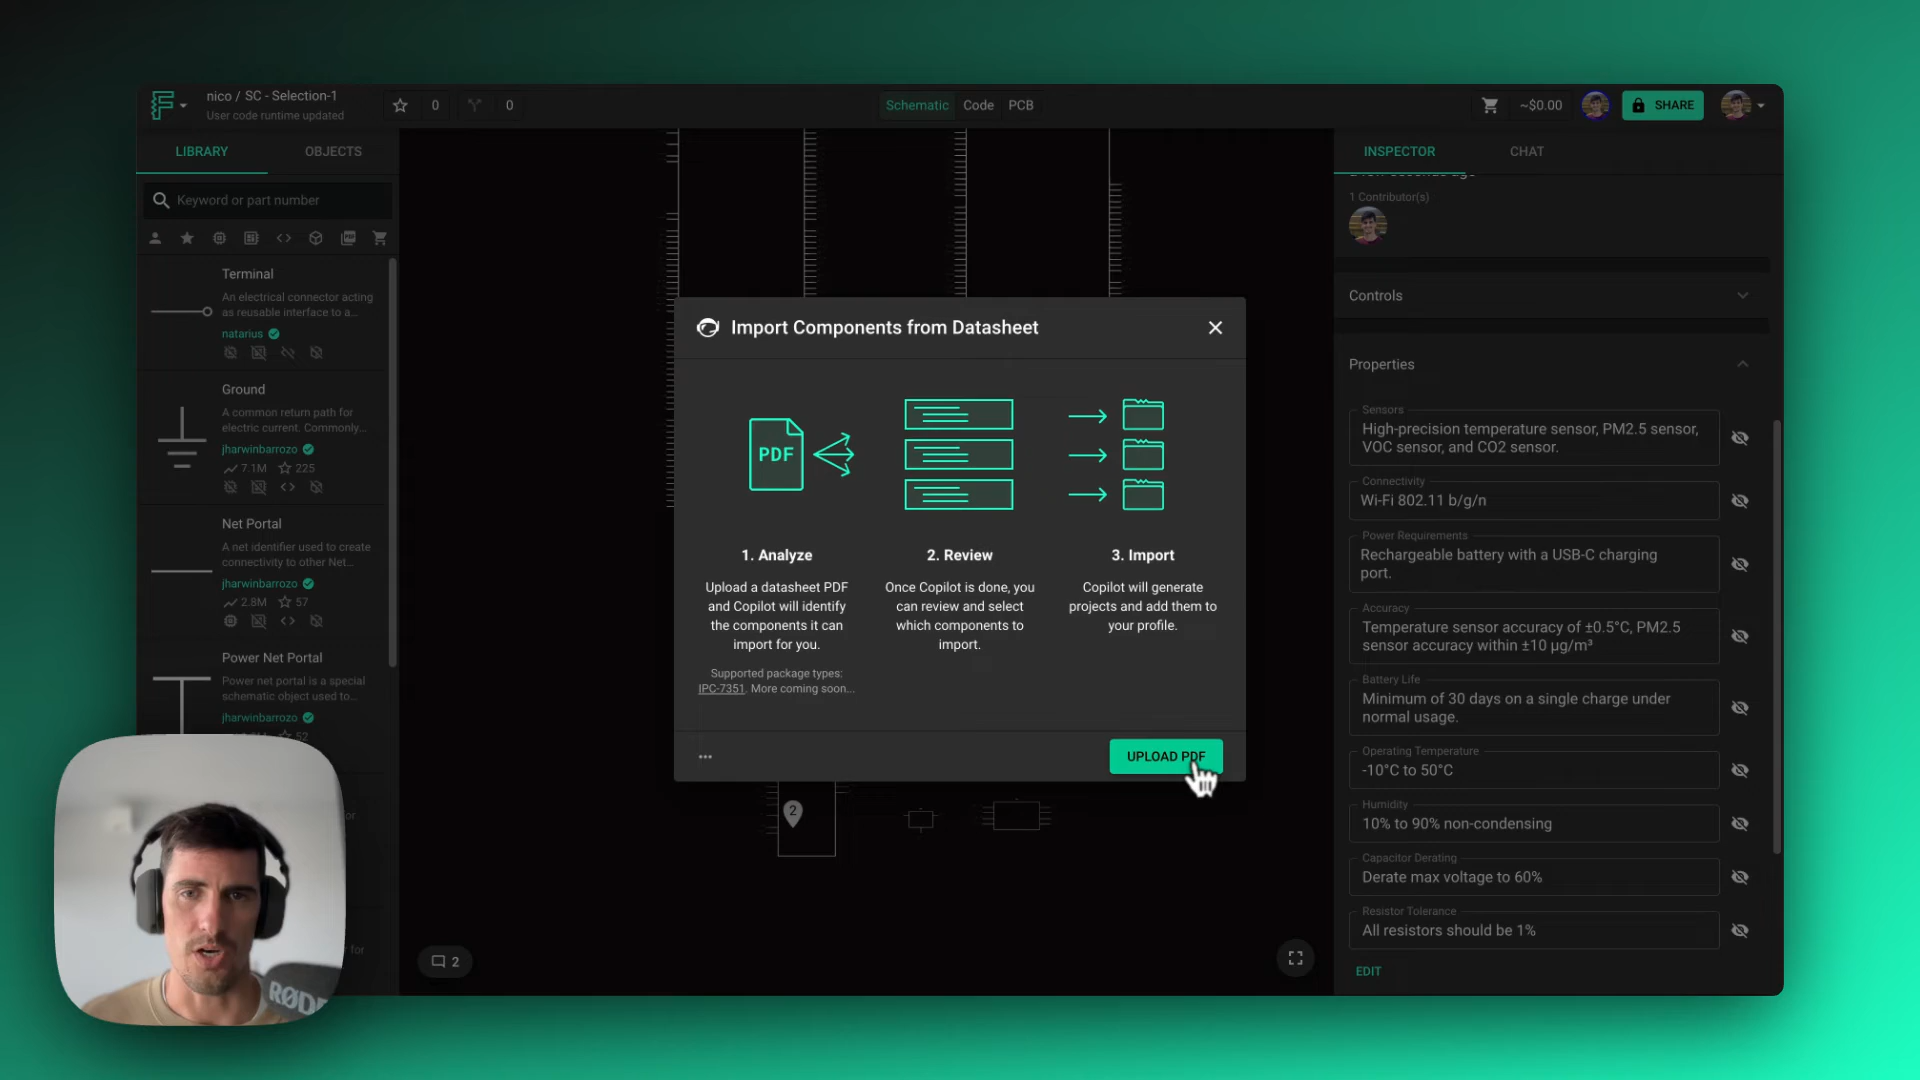 nico / SC - Selection-1
User code runtime updated
0
0
Schematic
Code
PCB
~$0.00
SHARE
LIBRARY
OBJECTS
Keyword or part number
Terminal
An electrical connector acting
as reusable interface to a...
natarius
Ground
A common return path for
electric current. Commonly...
jharwinbarrozo
7.1M
225
Net Portal
A net identifier used to create
connectivity to other Net...
jharwinbarrozo
2.8M
57
Power Net Portal
Power net portal is a special
schematic object used to...
jharwinbarrozo
52
or
for
RØDE
Import Components from Datasheet
PDF
1. Analyze
Upload a datasheet PDF
and Copilot will identify
the components it can
import for you.
Supported package types:
IPC-7351. More coming soon...
2. Review
Once Copilot is done, you
can review and select
which components to
import.
3. Import
Copilot will generate
projects and add them to
your profile.
UPLOAD PDF
2
2
INSPECTOR
CHAT
a few seconds ago
1 Contributor(s)
Controls
Properties
Sensors
High-precision temperature sensor, PM2.5 sensor,
VOC sensor, and CO2 sensor.
Connectivity
Wi-Fi 802.11 b/g/n
Power Requirements
Rechargeable battery with a USB-C charging
port.
Accuracy
Temperature sensor accuracy of ±0.5°C, PM2.5
sensor accuracy within ±10 µg/m³
Battery Life
Minimum of 30 days on a single charge under
normal usage.
Operating Temperature
-10°C to 50°C
Humidity
10% to 90% non-condensing
Capacitor Derating
Derate max voltage to 60%
Resistor Tolerance
All resistors should be 1%
EDIT